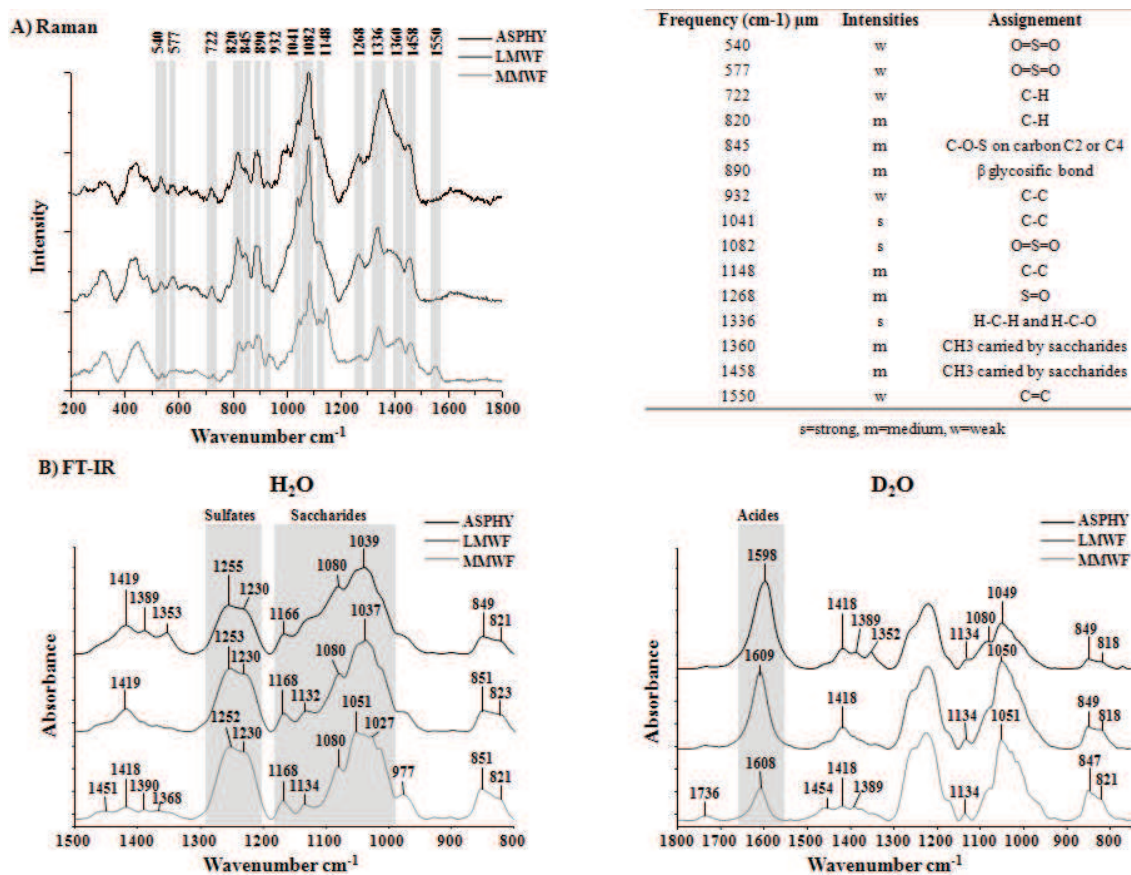 A) Raman
540 577 722 820 845 890 932 1041 1082 1148 1268 1336 1360 1458 1550
ASPHY
LMWF
MMWF
Intensity
200 400 600 800 1000 1200 1400 1600 1800
Wavenumber cm-1
Frequency (cm-1) μm Intensities Assignement
540 w O=S=O
577 w O=S=O
722 w C-H
820 m C-H
845 m C-O-S on carbon C2 or C4
890 m β glycosific bond
932 w C-C
1041 s C-C
1082 s O=S=O
1148 m C-C
1268 m S=O
1336 s H-C-H and H-C-O
1360 m CH3 carried by saccharides
1458 m CH3 carried by saccharides
1550 w C=C
s=strong, m=medium, w=weak
B) FT-IR
H2O
Sulfates Saccharides
ASPHY
LMWF
MMWF
1419 1389 1353 1255 1230 1166 1080 1039 849 821
1419 1253 1230 1168 1132 1080 1037 851 823
1451 1418 1390 1368 1252 1230 1168 1134 1080 1051 1027 977 851 821
Absorbance
1500 1400 1300 1200 1100 1000 900 800
Wavenumber cm-1
D2O
Acides
ASPHY
LMWF
MMWF
1598 1418 1389 1352 1134 1080 1049 849 818
1609 1418 1134 1050 849 818
1736 1608 1454 1418 1389 1134 1051 847 821
Absorbance
1800 1700 1600 1500 1400 1300 1200 1100 1000 900 800
Wavenumber cm-1